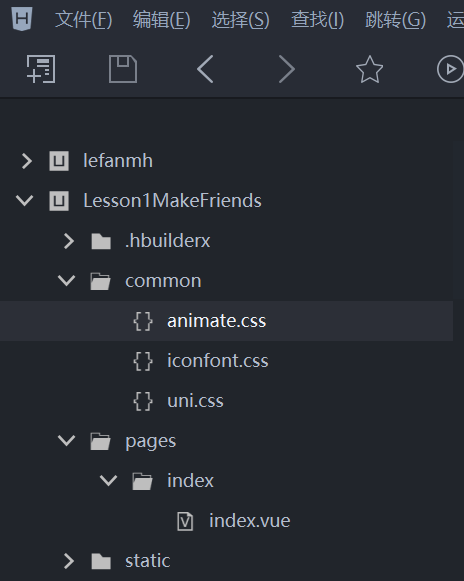 文件(F) 编辑(E) 选择(S) 查找(I) 跳转(G) 运
lefanmh
Lesson1MakeFriends
.hbuilderx
common
animate.css
iconfont.css
uni.css
pages
index
index.vue
static